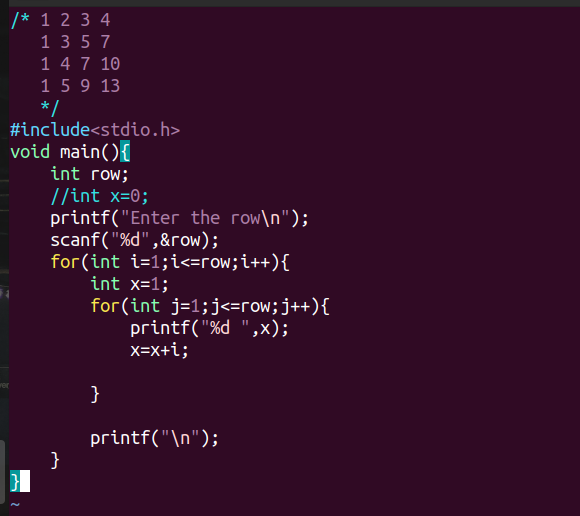 /* 1 2 3 4
   1 3 5 7
   1 4 7 10
   1 5 9 13
   */
#include<stdio.h>
void main(){
    int row;
    //int x=0;
    printf("Enter the row\n");
    scanf("%d",&row);
    for(int i=1;i<=row;i++){
        int x=1;
        for(int j=1;j<=row;j++){
            printf("%d ",x);
            x=x+i;

        }

        printf("\n");
    }
}
~